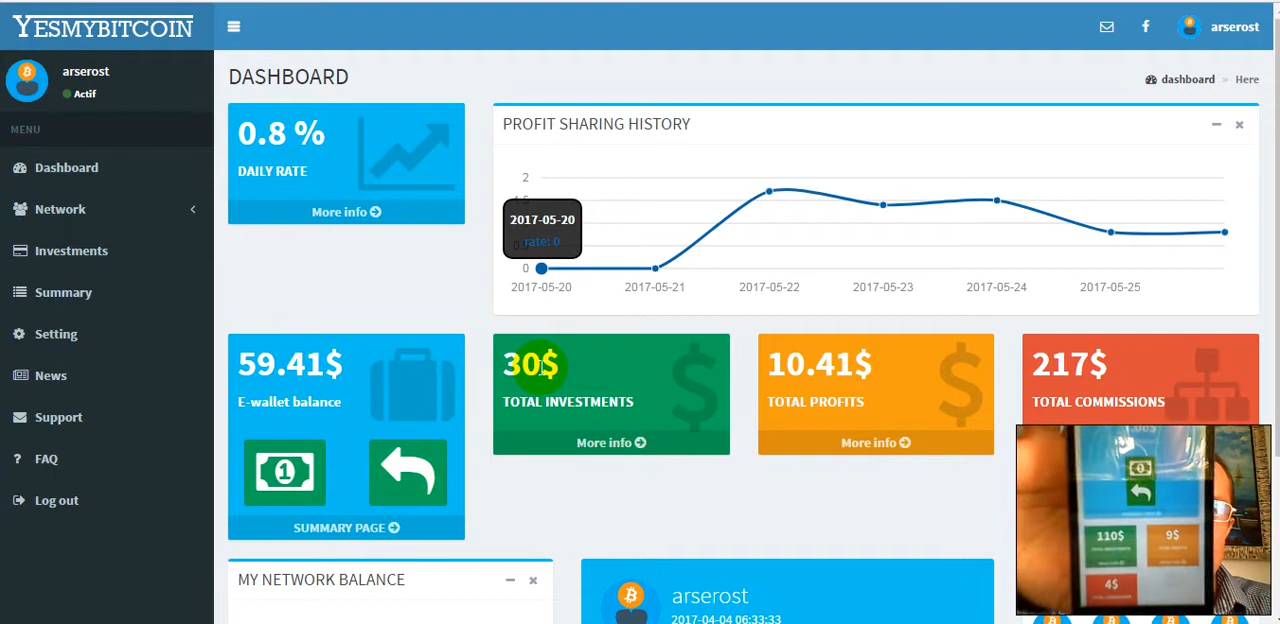 YESMYBITCOIN
arserost
arserost
Actif
DASHBOARD
dashboard > Here
MENU
Dashboard
Network
Investments
Summary
Setting
News
Support
? FAQ
Log out
0.8 %
DAILY RATE
More info
PROFIT SHARING HISTORY
2
0
2017-05-20
rate: 0
2017-05-20
2017-05-21
2017-05-22
2017-05-23
2017-05-24
2017-05-25
59.41$
E-wallet balance
1
SUMMARY PAGE
30$
TOTAL INVESTMENTS
More info
10.41$
TOTAL PROFITS
More info
217$
TOTAL COMMISSIONS
110$
9$
4$
MY NETWORK BALANCE
arserost
2017-04-04 06:33:33